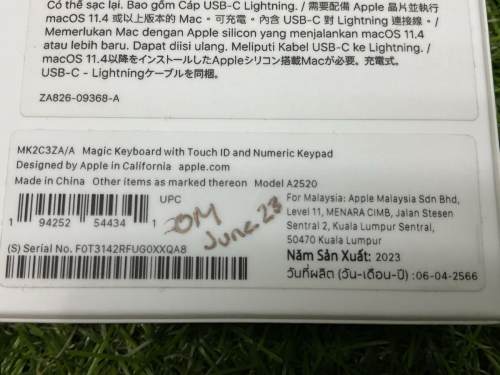 Có thể sạc lại. Bao gồm Cáp USB-C Lightning. / 需要配備 Apple 晶片並執行
macOS 11.4 或以上版本的 Mac。可充電。內含 USB-C 對 Lightning 連接線。/
Memerlukan Mac dengan Apple silicon yang menjalankan macOS 11.4
atau lebih baru. Dapat diisi ulang. Meliputi Kabel USB-C ke Lightning. /
macOS 11.4以降をインストールしたAppleシリコン搭載Macが必要。充電式。
USB-C - Lightningケーブルを同梱。
ZA826-09368-A
MK2C3ZA/A Magic Keyboard with Touch ID and Numeric Keypad
Designed by Apple in California apple.com
Made in China Other items as marked thereon Model A2520
UPC
1 94252 54434 1
OM
June 23
(S) Serial No. F0T3142RFUG0XXQA8
For Malaysia: Apple Malaysia Sdn Bhd,
Level 11, MENARA CIMB, Jalan Stesen
Sentral 2, Kuala Lumpur Sentral,
50470 Kuala Lumpur
Năm Sản Xuất: 2023
วันที่ผลิต (วัน-เดือน-ปี) :06-04-2566